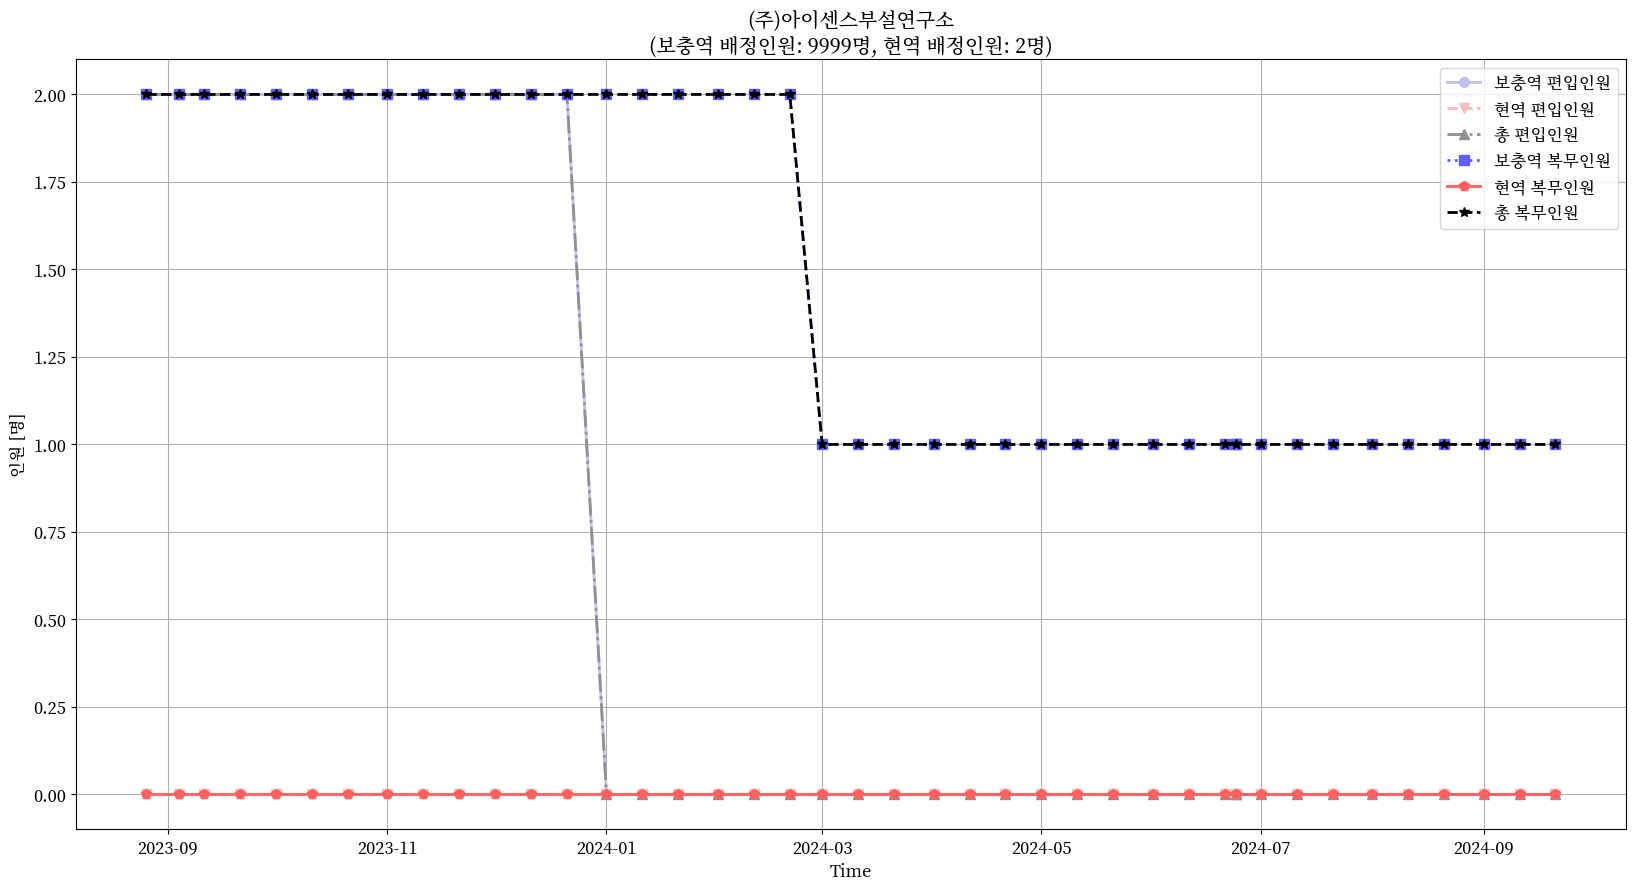 (주)아이센스부설연구소
(보충역 배정인원: 9999명, 현역 배정인원: 2명)
보충역 편입인원
현역 편입인원
총 편입인원
보충역 복무인원
현역 복무인원
총 복무인원
2.00
1.75
1.50
1.25
1.00
0.75
0.50
0.25
0.00
인원 [명]
2023-09
2023-11
2024-01
2024-03
2024-05
2024-07
2024-09
Time